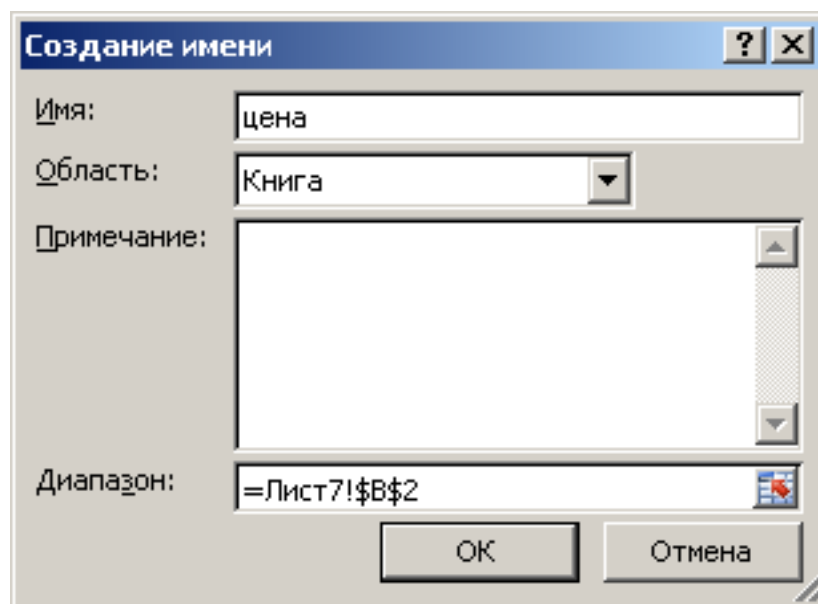 Создание имени
Имя:
цена
Область:
Книга
Примечание:
Диапазон:
=Лист7!$B$2
ОК
Отмена